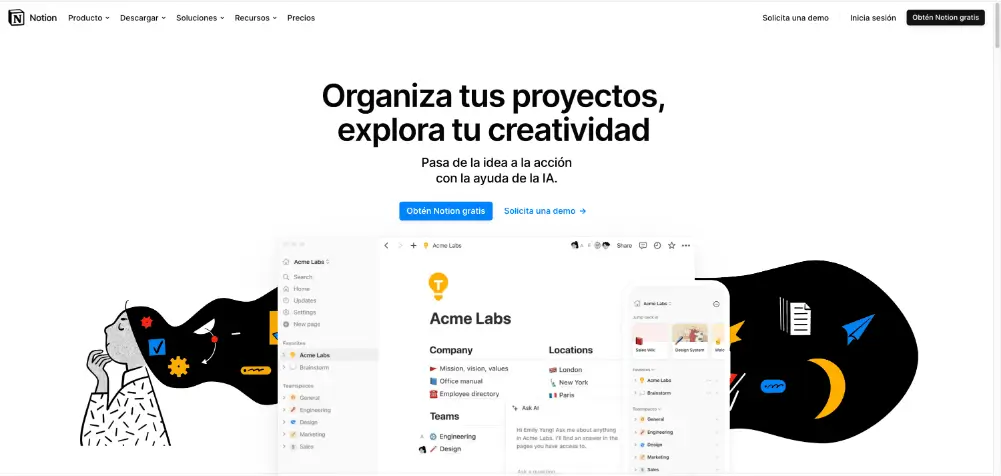 Notion
Producto
Descargar
Soluciones
Recursos
Precios
Solicita una demo
Inicia sesión
Obtén Notion gratis
Organiza tus proyectos,
explora tu creatividad
Pasa de la idea a la acción
con la ayuda de la IA.
Obtén Notion gratis
Solicita una demo →
Acme Labs
Search
Home
Updates
Settings
New page
Favorites
Acme Labs
Brainstorm
Teamspaces
General
Engineering
Design
Marketing
Sales
Acme Labs
Share
Acme Labs
Company
Mission, vision, values
Office manual
Employee directory
Teams
Engineering
Design
Locations
London
New York
Paris
Ask AI
Hi Emily Yang! Ask me about anything
in Acme Labs. I'll find an answer in the
pages you have access to.
Ask a question...
Acme Labs
Jump back in
Sales Wiki
Design System
Favorites
Acme Labs
Brainstorm
Teamspaces
General
Engineering
Design
Marketing
Sales